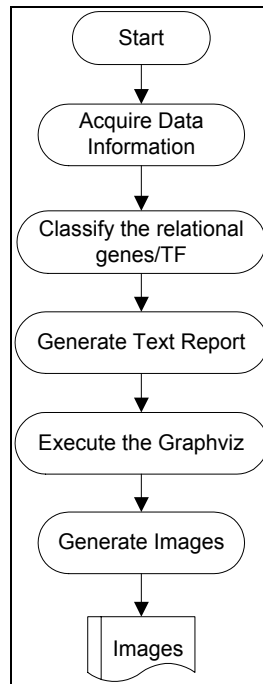 Start
Acquire Data
Information
Classify the relational
genes/TF
Generate Text Report
Execute the Graphviz
Generate Images
Images